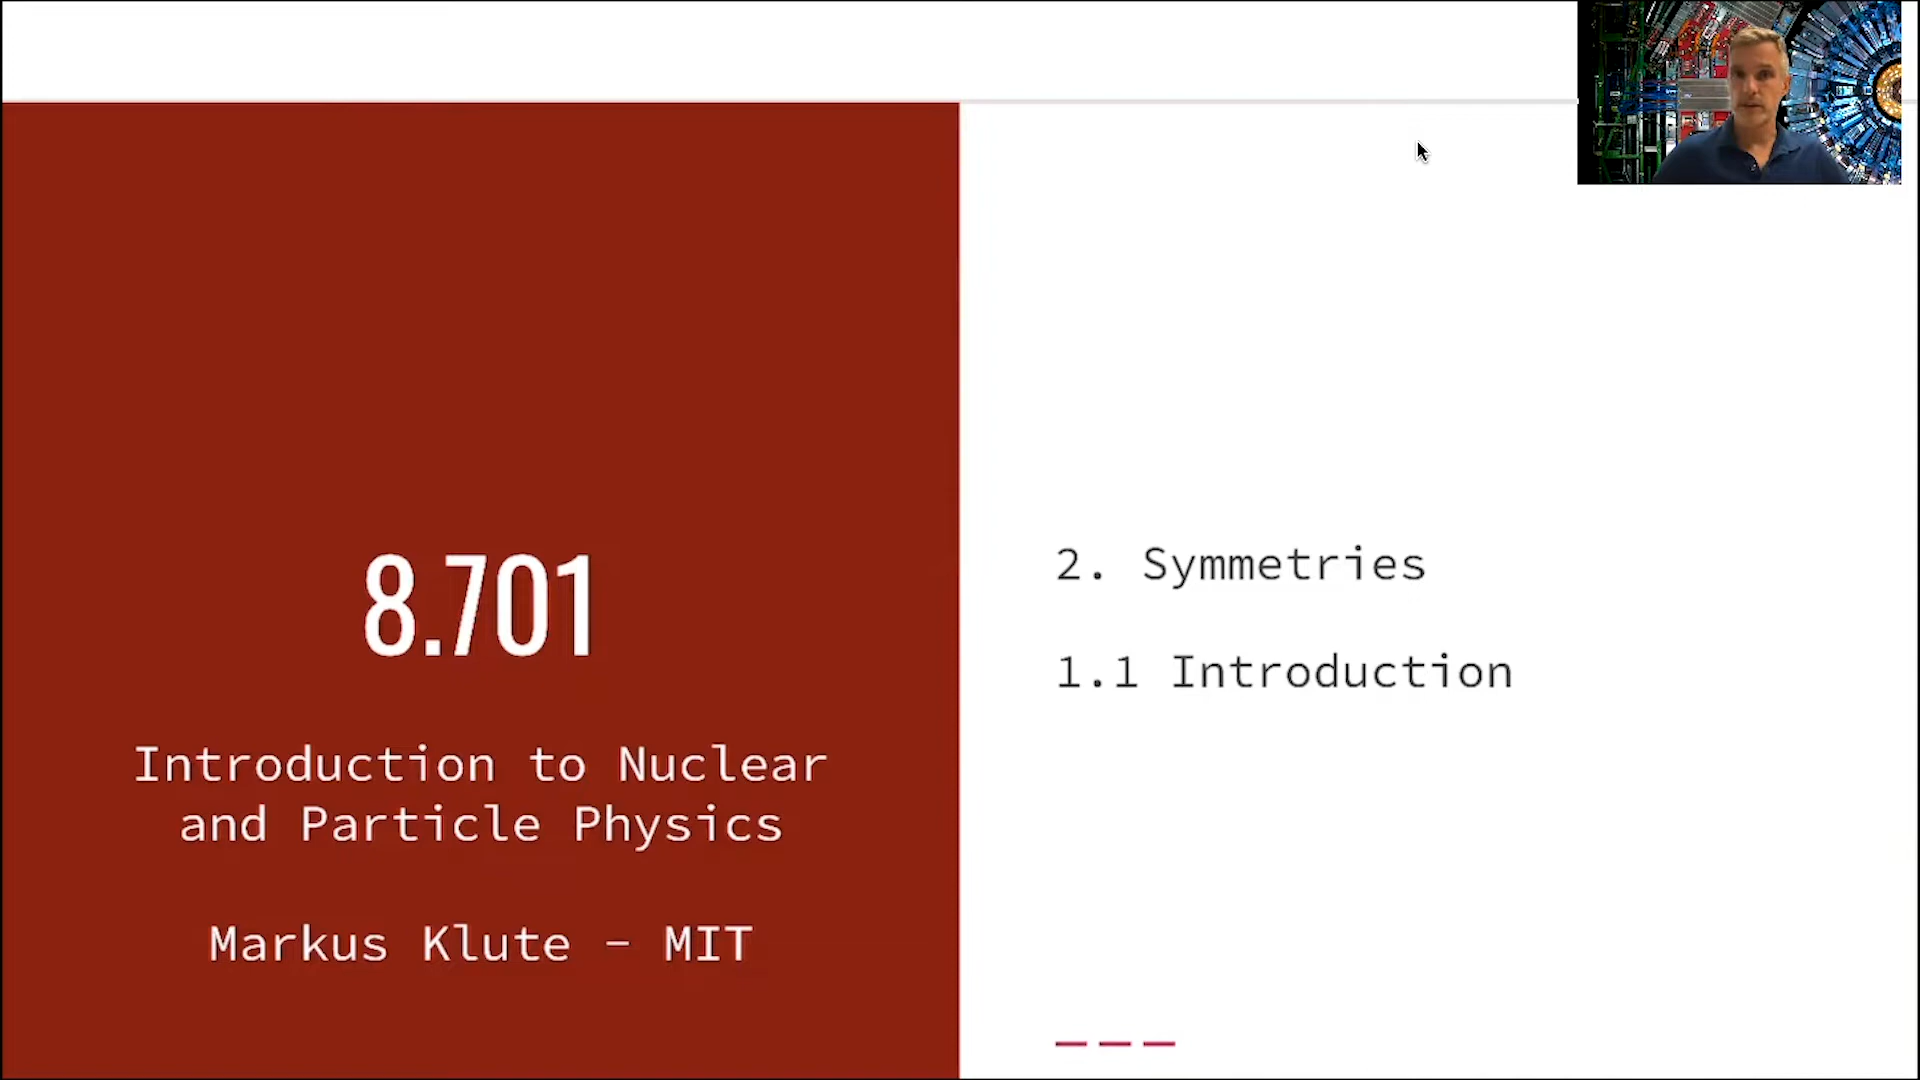 8.701
Introduction to Nuclear
and Particle Physics
Markus Klute - MIT
2. Symmetries
1.1 Introduction